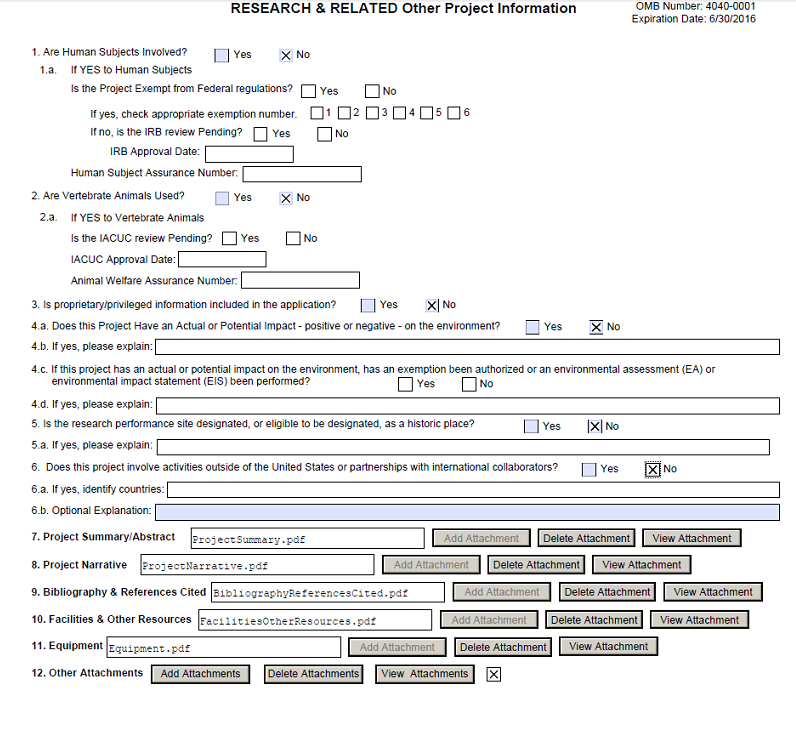 RESEARCH & RELATED Other Project Information
OMB Number: 4040-0001
Expiration Date: 6/30/2016
1. Are Human Subjects Involved? Yes No
1.a. If YES to Human Subjects
Is the Project Exempt from Federal regulations? Yes No
If yes, check appropriate exemption number. 1 2 3 4 5 6
If no, is the IRB review Pending? Yes No
IRB Approval Date:
Human Subject Assurance Number:
2. Are Vertebrate Animals Used? Yes No
2.a. If YES to Vertebrate Animals
Is the IACUC review Pending? Yes No
IACUC Approval Date:
Animal Welfare Assurance Number:
3. Is proprietary/privileged information included in the application? Yes No
4.a. Does this Project Have an Actual or Potential Impact - positive or negative - on the environment? Yes No
4.b. If yes, please explain:
4.c. If this project has an actual or potential impact on the environment, has an exemption been authorized or an environmental assessment (EA) or
environmental impact statement (EIS) been performed? Yes No
4.d. If yes, please explain:
5. Is the research performance site designated, or eligible to be designated, as a historic place? Yes No
5.a. If yes, please explain:
6. Does this project involve activities outside of the United States or partnerships with international collaborators? Yes No
6.a. If yes, identify countries:
6.b. Optional Explanation:
7. Project Summary/Abstract ProjectSummary.pdf Add Attachment Delete Attachment View Attachment
8. Project Narrative ProjectNarrative.pdf Add Attachment Delete Attachment View Attachment
9. Bibliography & References Cited BibliographyReferencesCited.pdf Add Attachment Delete Attachment View Attachment
10. Facilities & Other Resources FacilitiesOtherResources.pdf Add Attachment Delete Attachment View Attachment
11. Equipment Equipment.pdf Add Attachment Delete Attachment View Attachment
12. Other Attachments Add Attachments Delete Attachments View Attachments